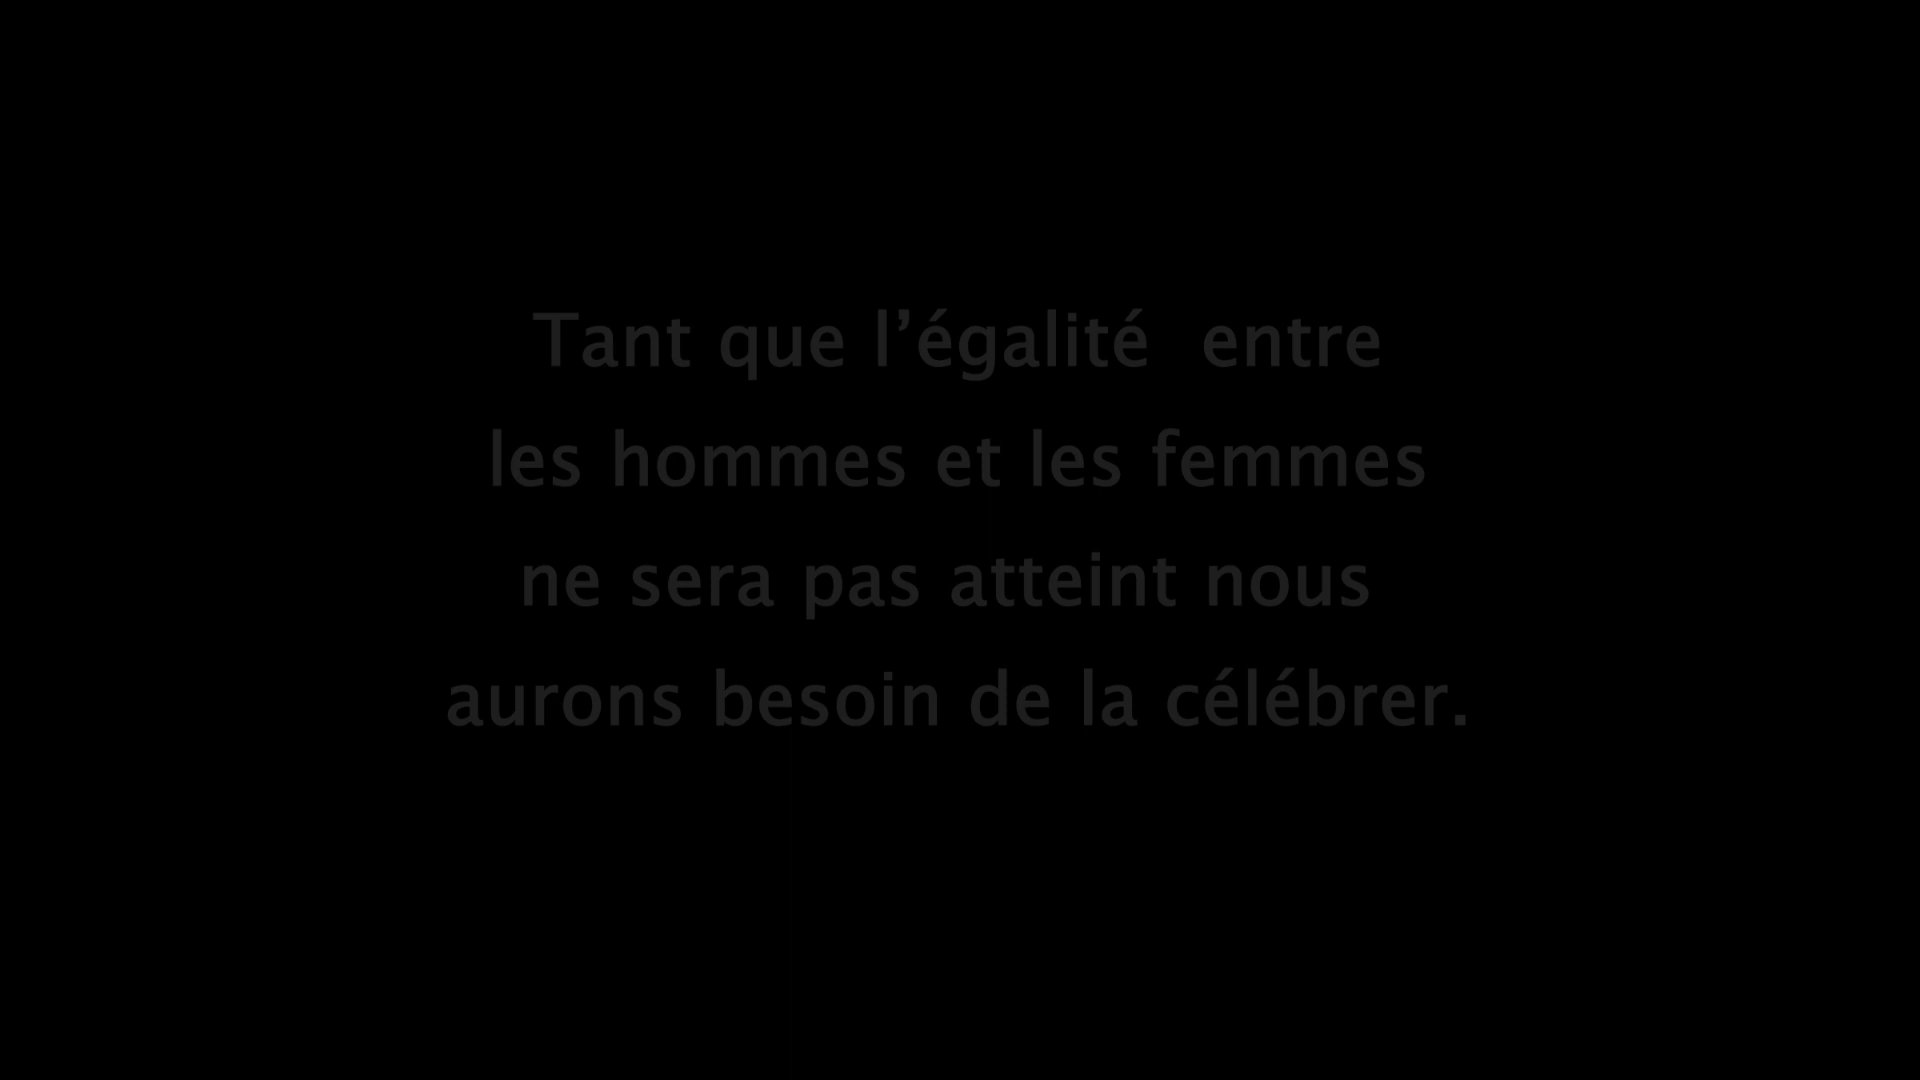 Tant que l’égalité  entre
les hommes et les femmes
ne sera pas atteint nous
aurons besoin de la célébrer.